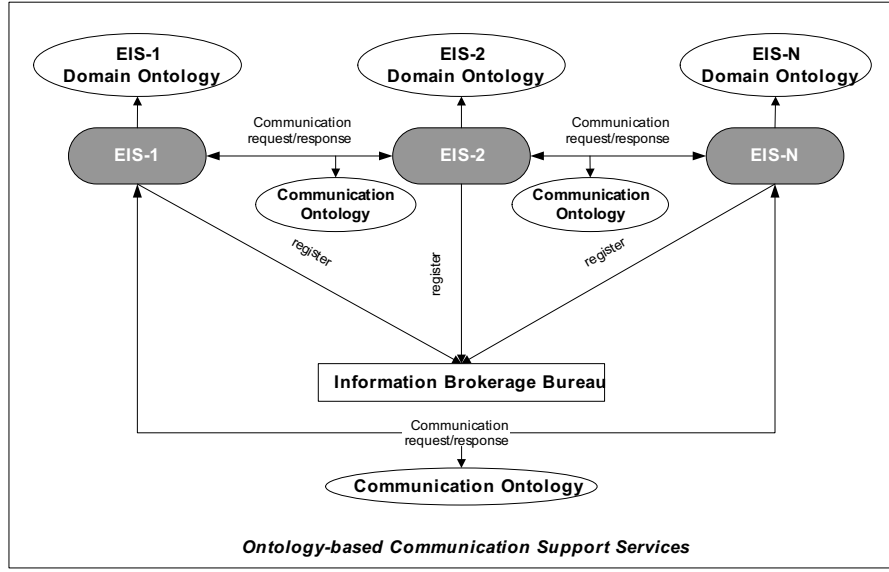 EIS-1
Domain Ontology
EIS-2
Domain Ontology
EIS-N
Domain Ontology
Communication
request/response
Communication
request/response
EIS-1
EIS-2
EIS-N
Communication
Ontology
Communication
Ontology
register
register
register
Information Brokerage Bureau
Communication
request/response
Communication Ontology
Ontology-based Communication Support Services